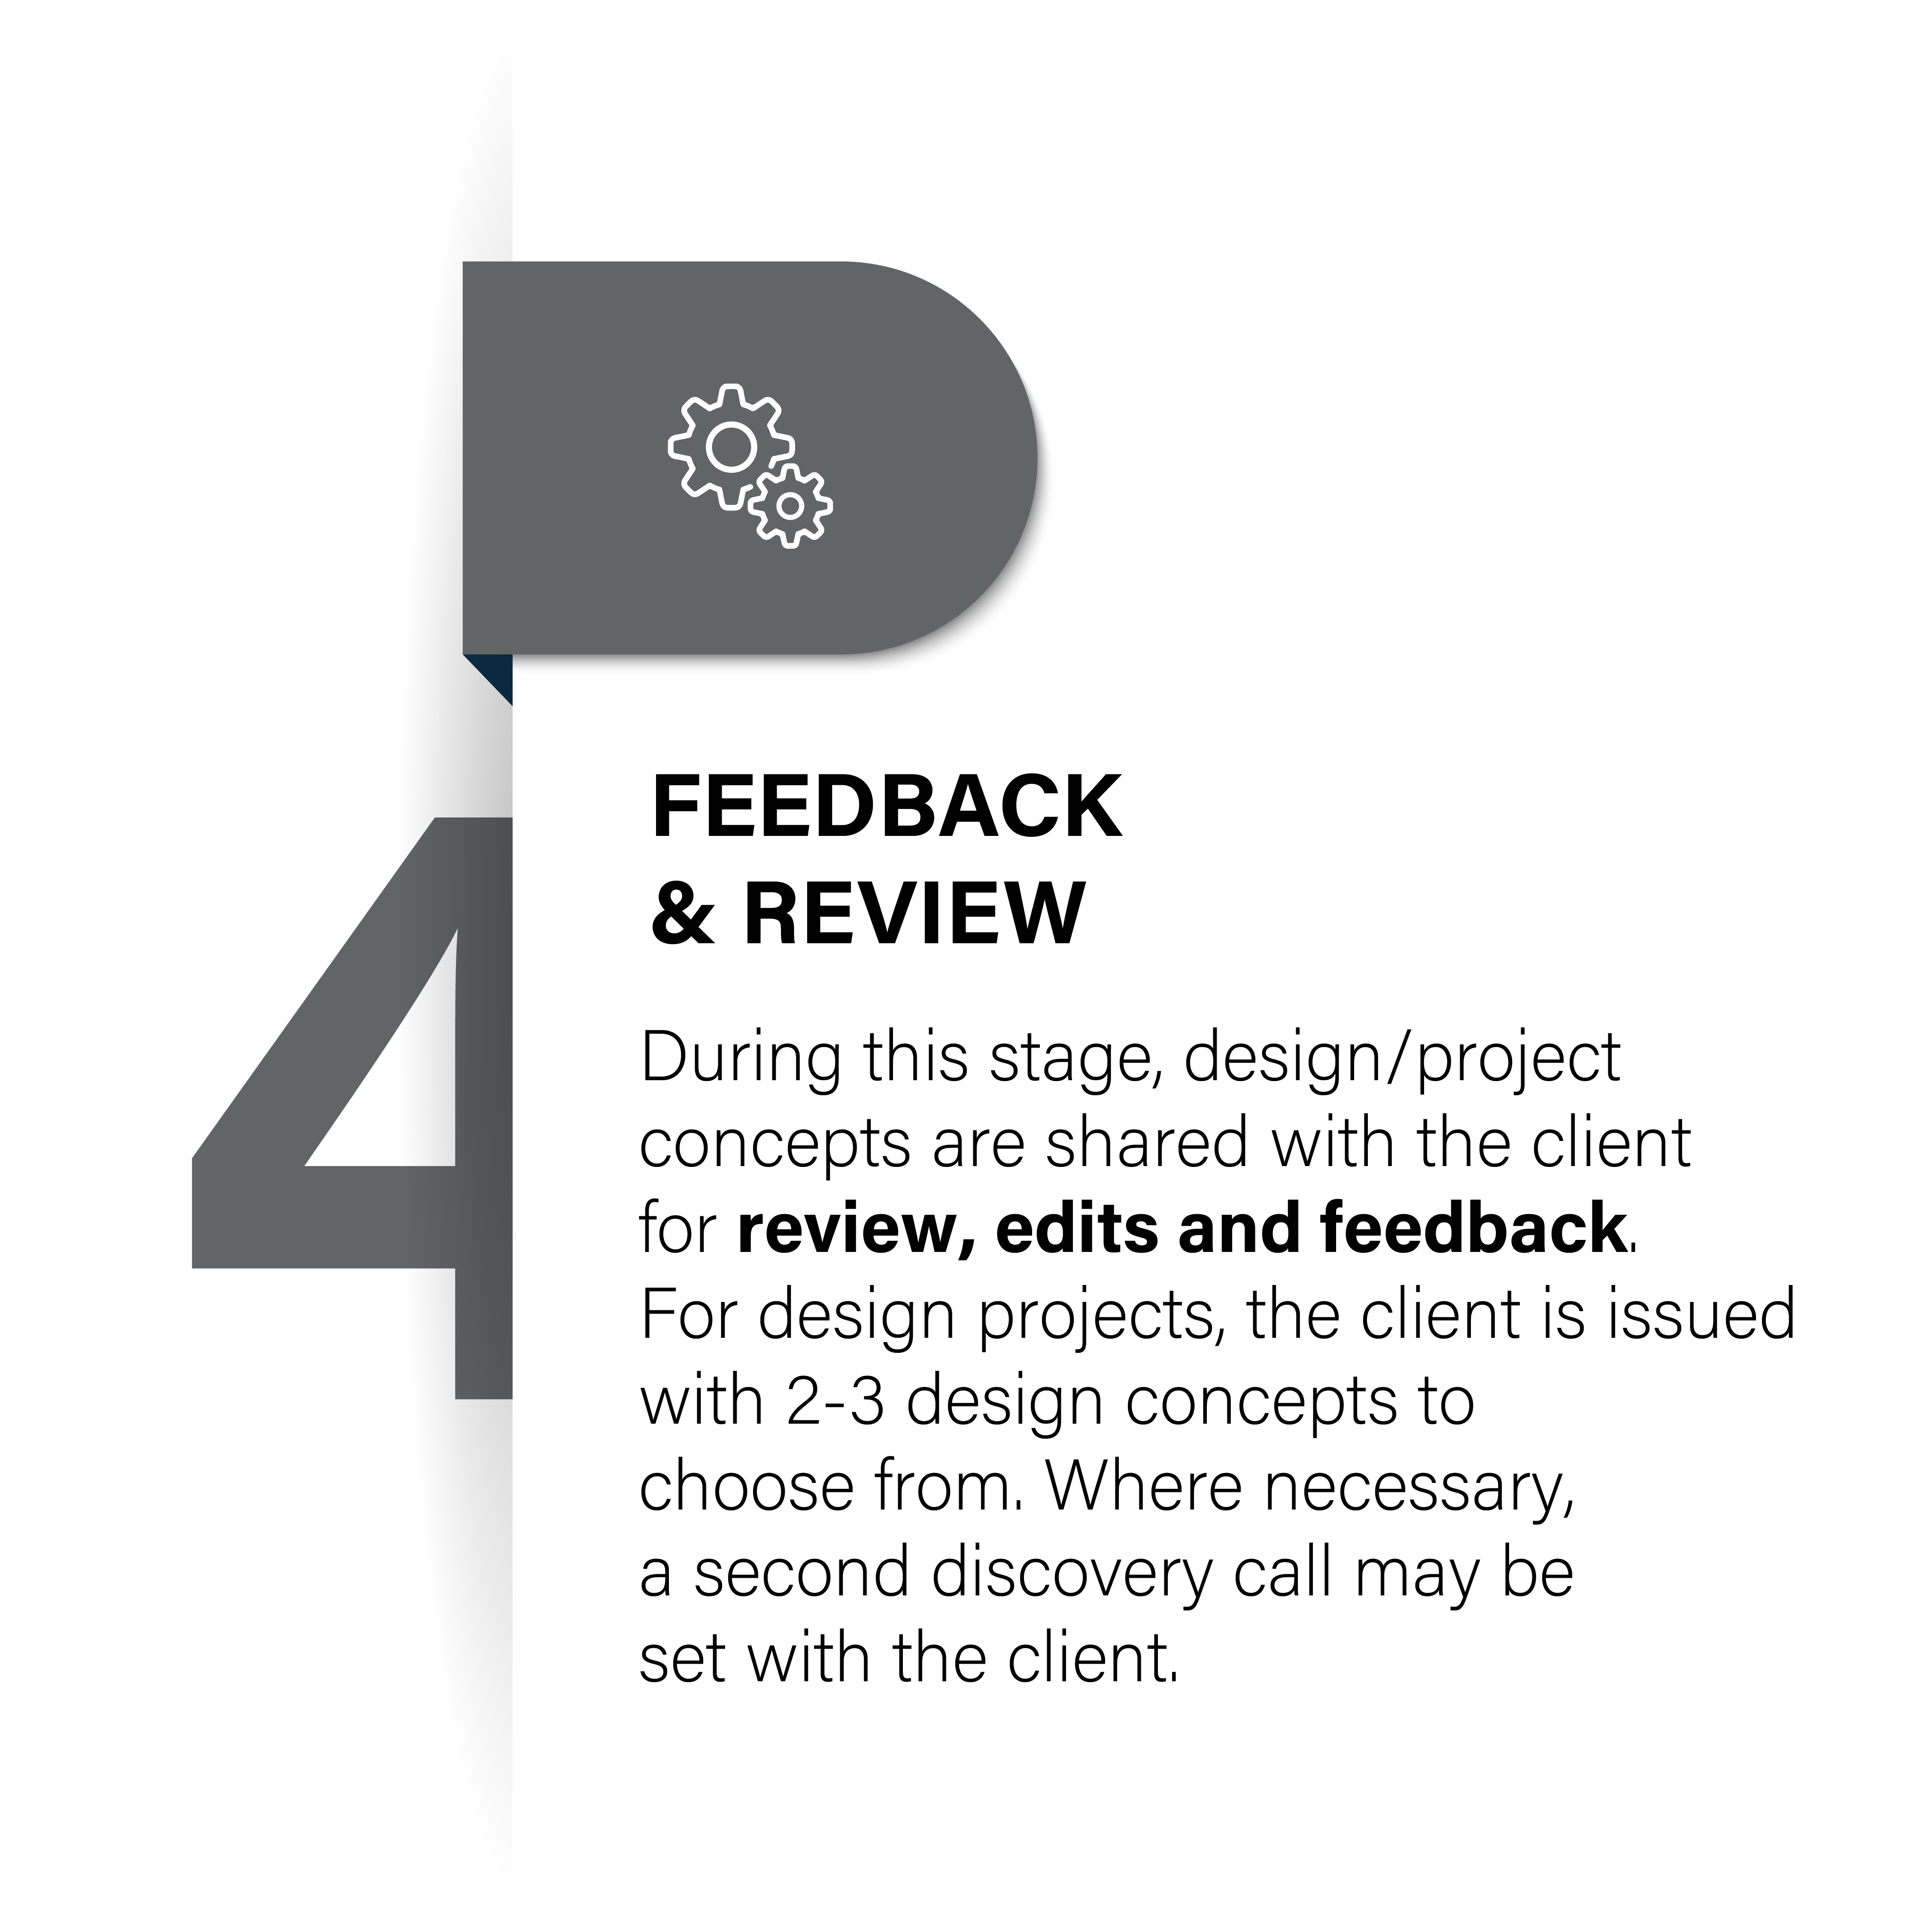 4
FEEDBACK
& REVIEW
During this stage, design/project
concepts are shared with the client
for review, edits and feedback.
For design projects, the client is issued
with 2-3 design concepts to
choose from. Where necessary,
a second discovery call may be
set with the client.